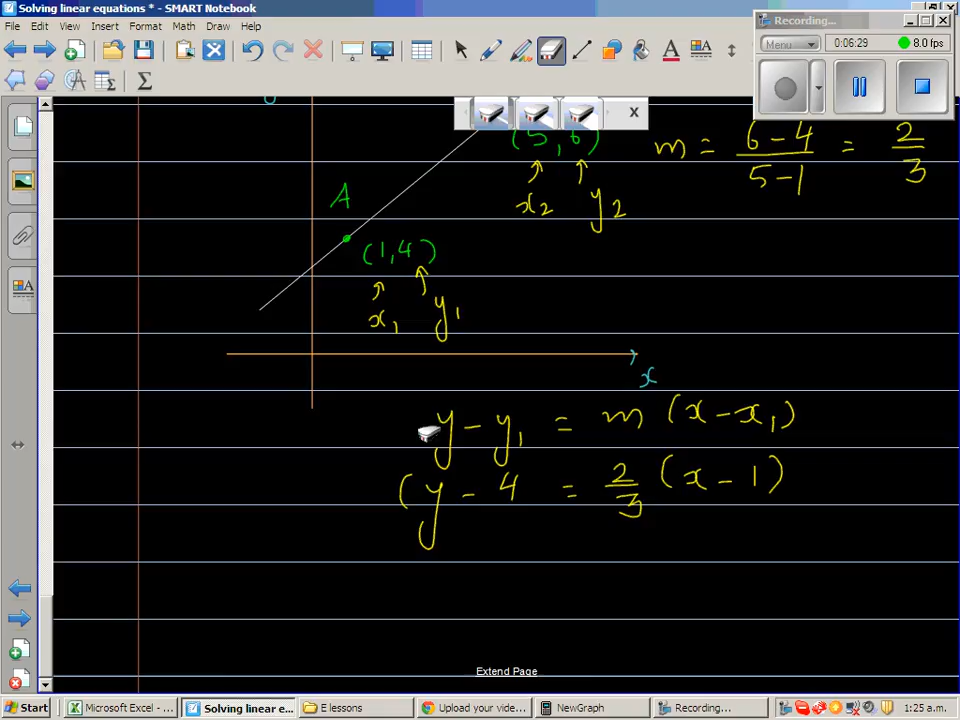 Solving linear equations * - SMART Notebook
File Edit View Insert Format Math Draw Help
Recording...
Menu
0:06:29
8.0 fps
(5, 6)
m = 6 - 4 / 5 - 1 = 2 / 3
x2 y2
A
(1, 4)
x1 y1
x
y - y1 = m (x - x1)
(y - 4 = 2/3 (x - 1)
Extend Page
Start
Microsoft Excel - ...
Solving linear e...
E lessons
Upload your vide...
NewGraph
Recording...
1:25 a.m.